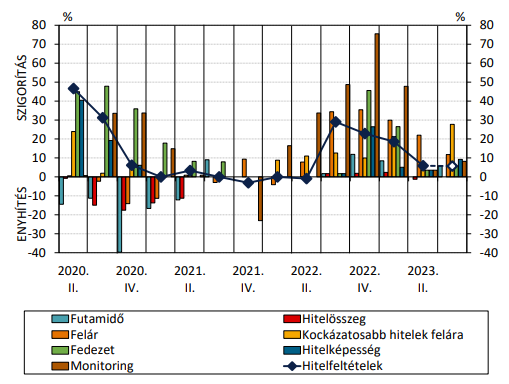 % %
80 80
70 70
60 60
50 50
40 40
30 30
20 20
10 10
0 0
-10 -10
-20 -20
-30 -30
-40 -40
SZIGORÍTÁS
ENYHÍTÉS
2020. 2020. 2021. 2021. 2022. 2022. 2023.
II. IV. II. IV. II. IV. II.
Futamidő Hitelösszeg
Felár Kockázatosabb hitelek felára
Fedezet Hitelképesség
Monitoring Hitelfeltételek